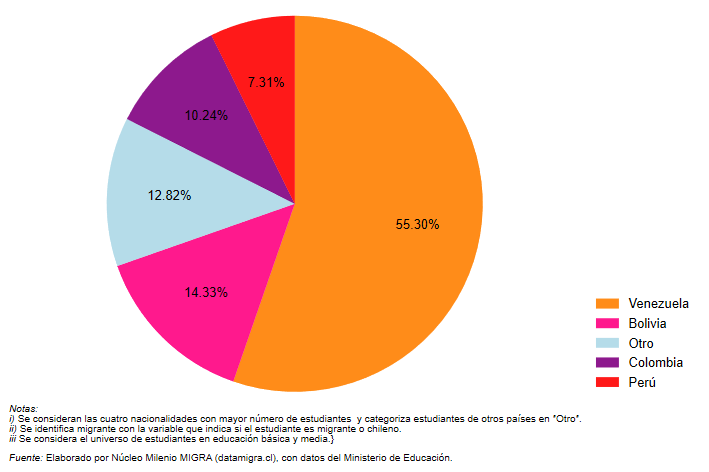 7.31%
10.24%
12.82%
55.30%
14.33%
Venezuela
Bolivia
Otro
Colombia
Perú
Notas:
i) Se consideran las cuatro nacionalidades con mayor número de estudiantes  y categoriza estudiantes de otros países en "Otro".
ii) Se identifica migrante con la variable que indica si el estudiante es migrante o chileno.
iii Se considera el universo de estudiantes en educación básica y media.}
Fuente: Elaborado por Núcleo Milenio MIGRA (datamigra.cl), con datos del Ministerio de Educación.